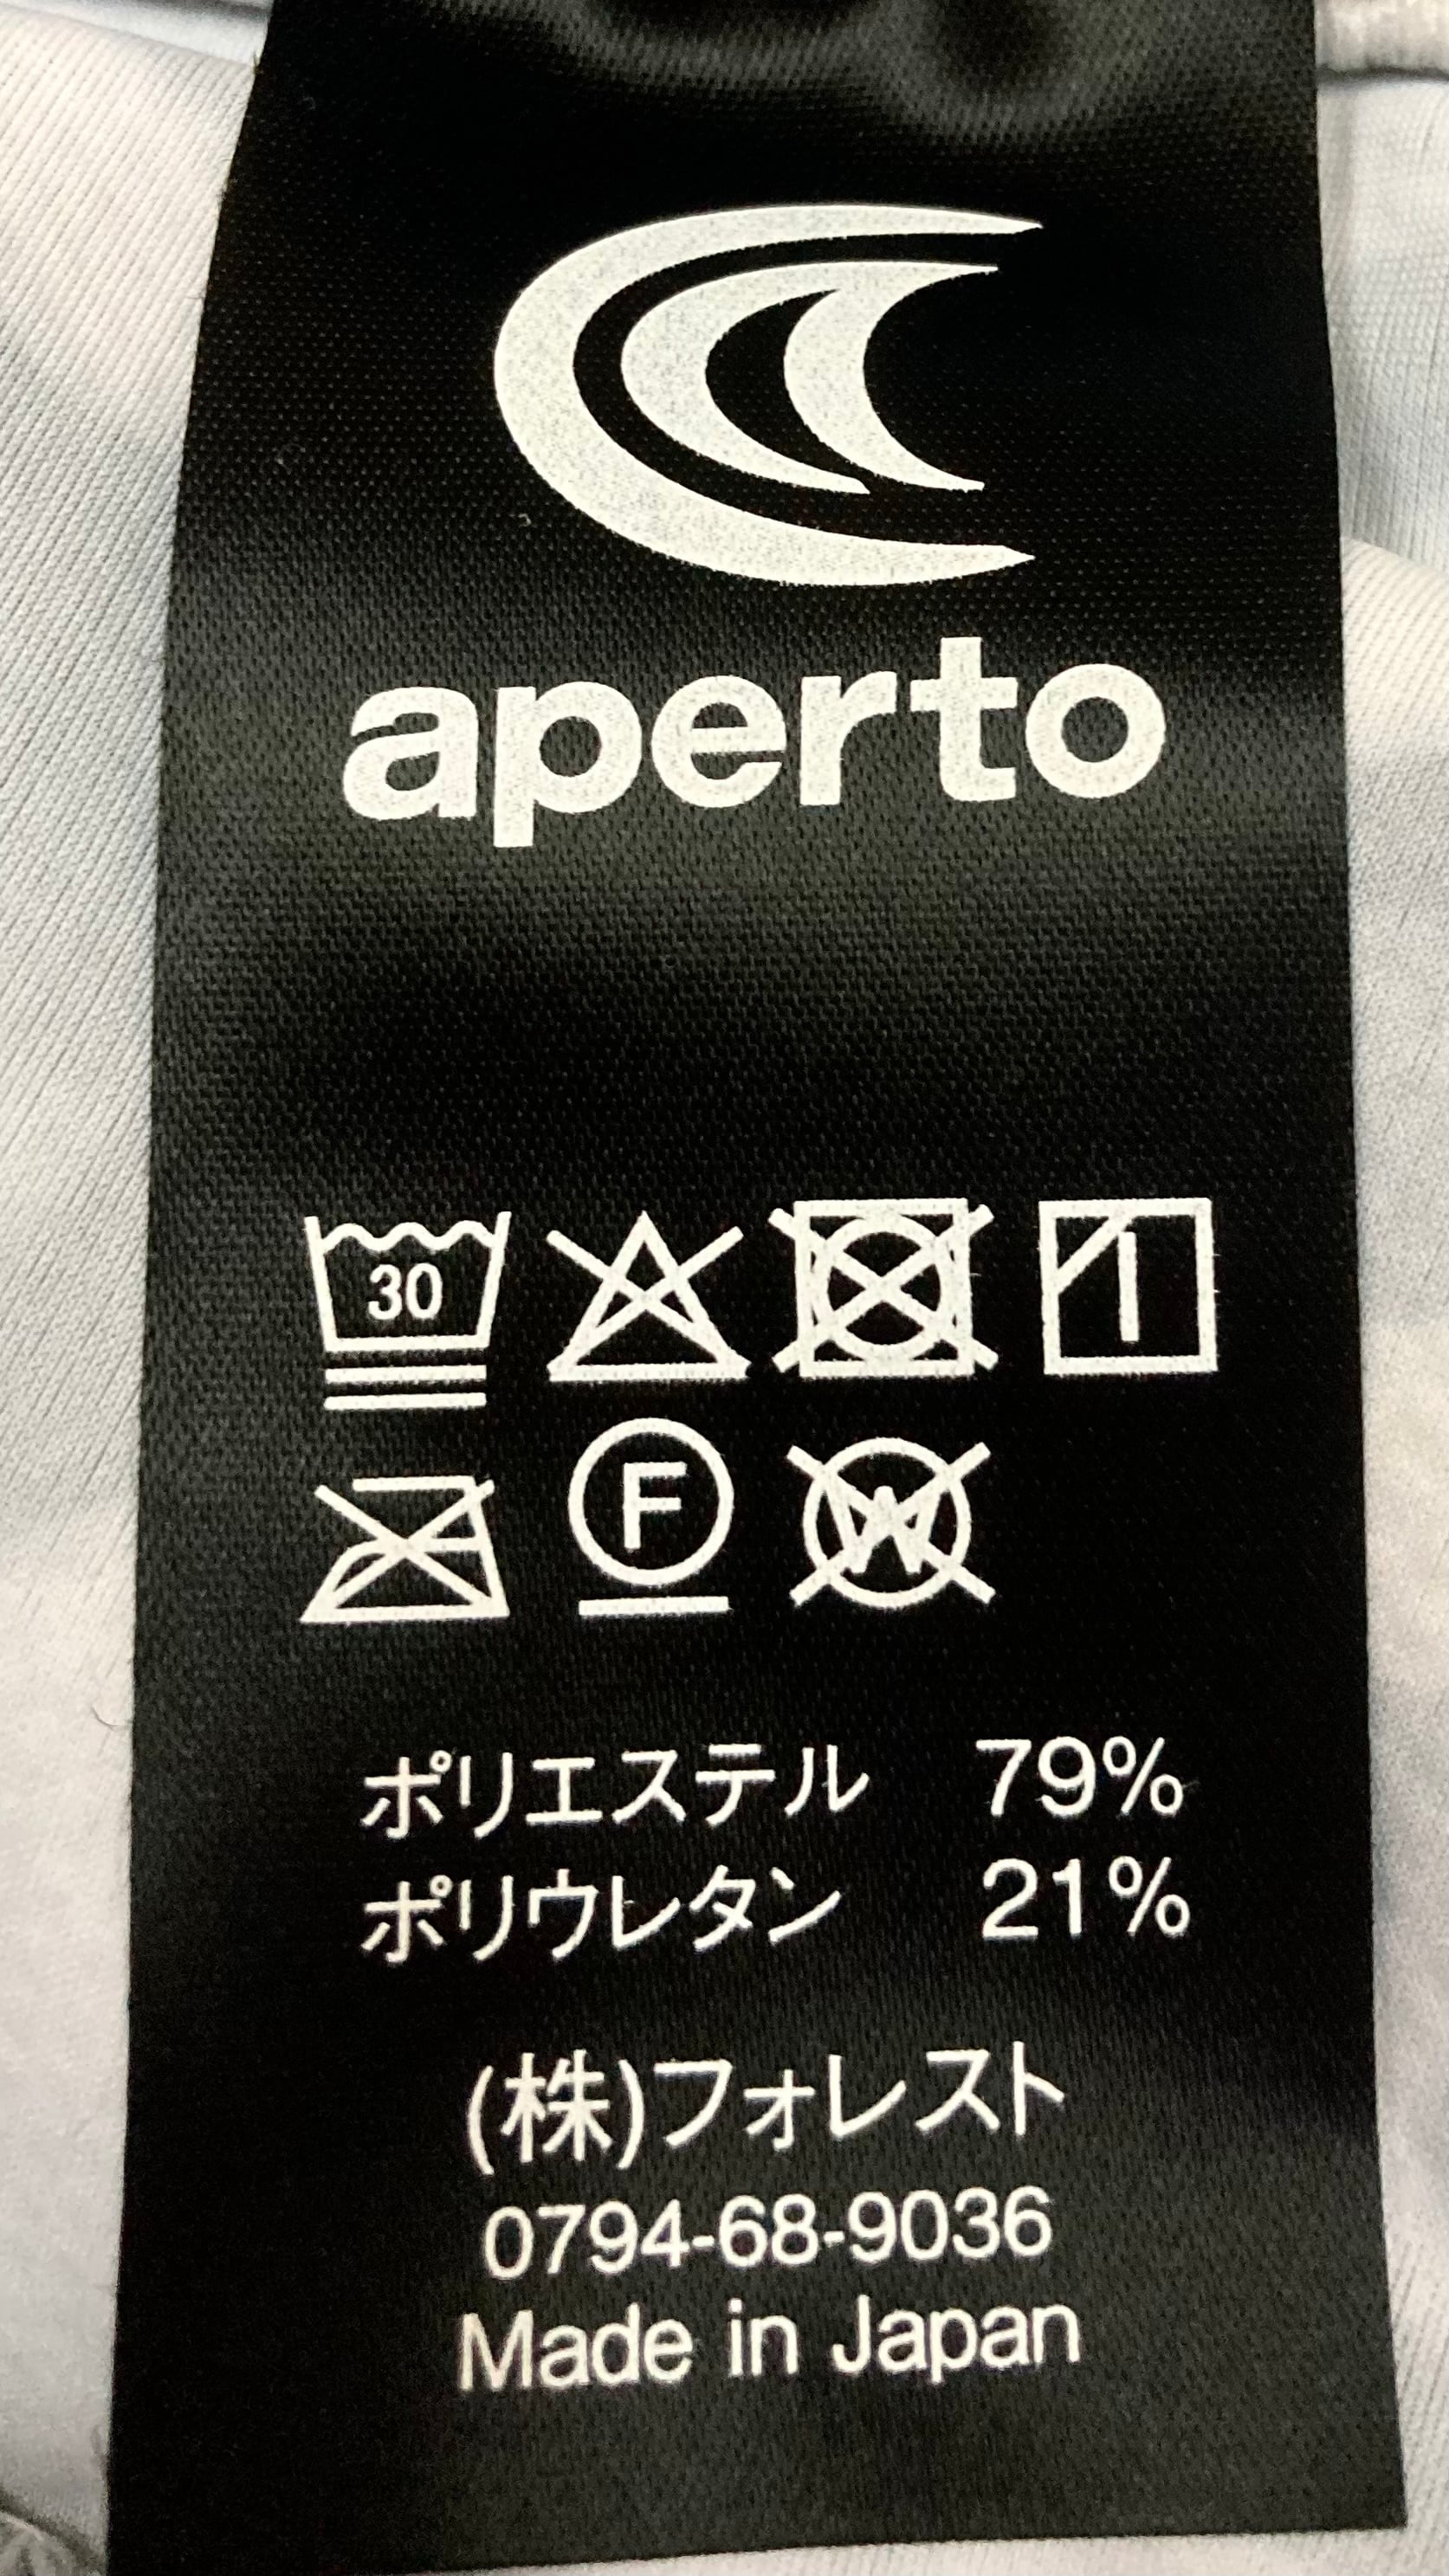 aperto
30
F
W
ポリエステル 79%
ポリウレタン 21%
(株)フォレスト
0794-68-9036
Made in Japan